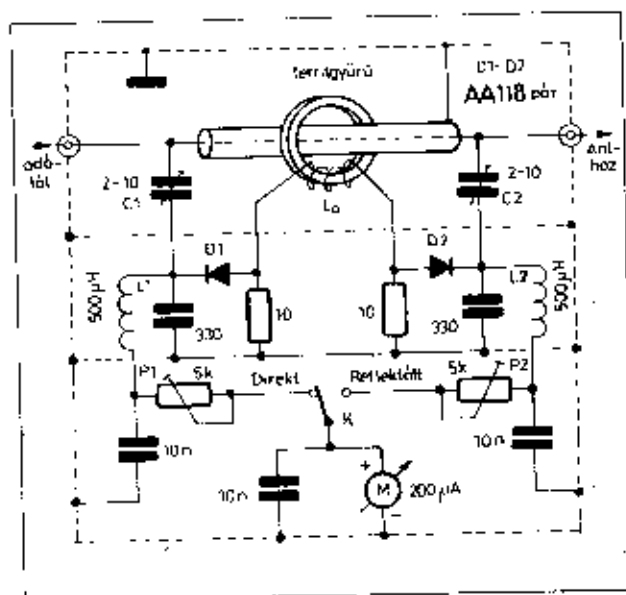 ferritgyűrű
D1-D2
AA118 pár
adó-
tól
Ant-
hoz
2-10
C1
2-10
C2
Lo
D1
D2
500µH
L1
330
10
10
330
L2
500µH
P1
5k
Direkt
Reflektált
5k
P2
K
10n
10n
10n
+
M
200µA
-